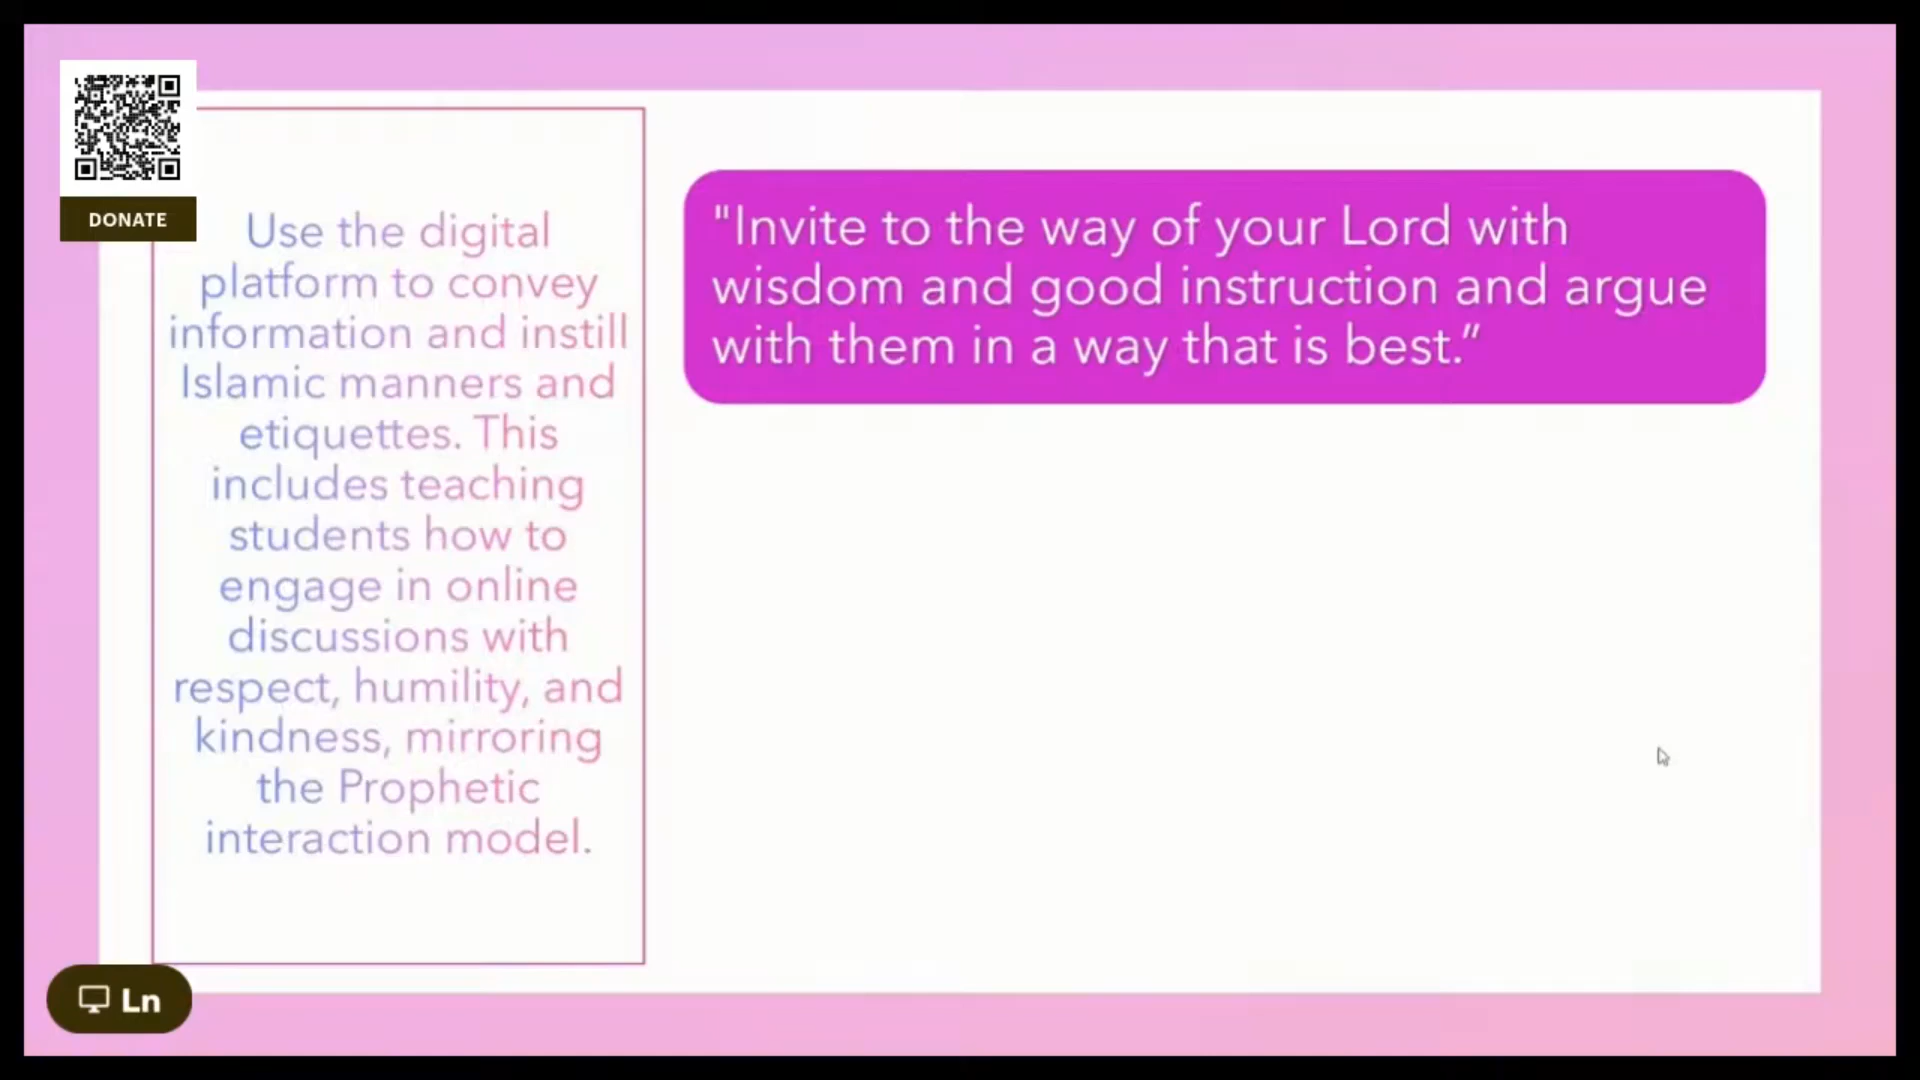 DONATE
Use the digital
platform to convey
information and instill
Islamic manners and
etiquettes. This
includes teaching
students how to
engage in online
discussions with
respect, humility, and
kindness, mirroring
the Prophetic
interaction model.
"Invite to the way of your Lord with
wisdom and good instruction and argue
with them in a way that is best.”
Ln